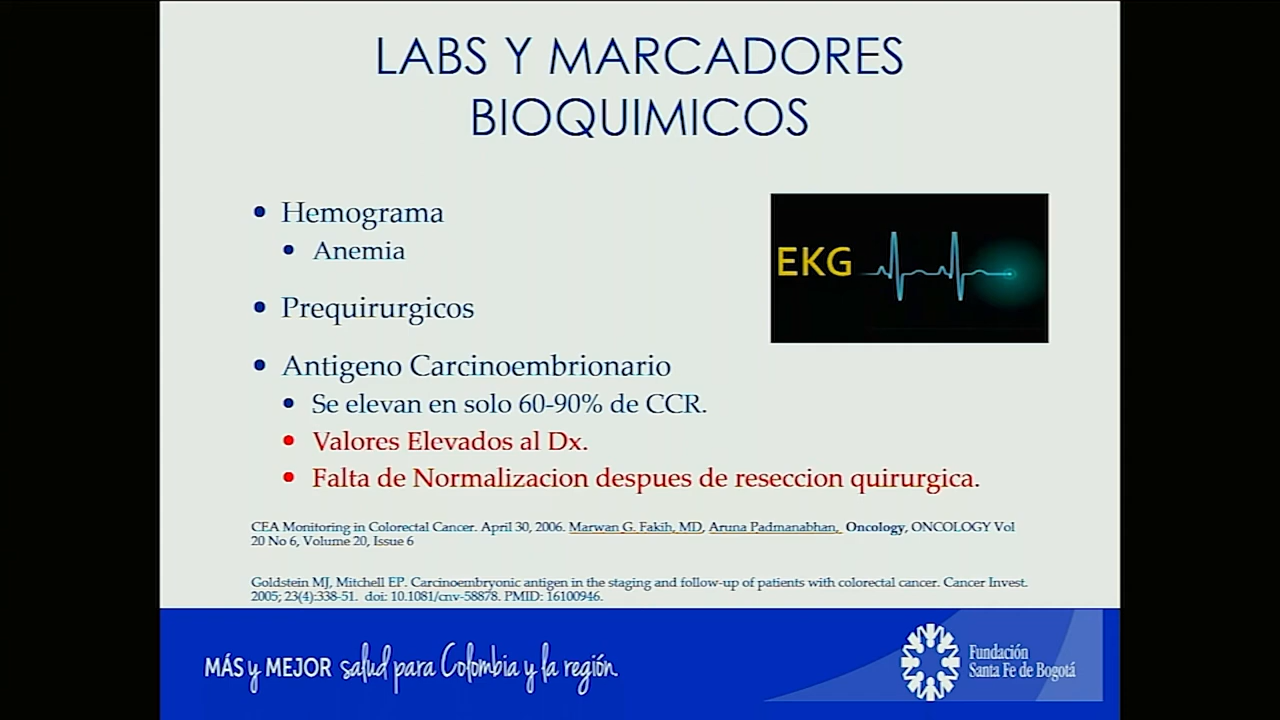 LABS Y MARCADORES
BIOQUIMICOS
• Hemograma
• Anemia
• Prequirurgicos
• Antigeno Carcinoembrionario
• Se elevan en solo 60-90% de CCR.
• Valores Elevados al Dx.
• Falta de Normalizacion despues de reseccion quirurgica.
EKG
CEA Monitoring in Colorectal Cancer. April 30, 2006. Marwan G. Fakih, MD, Aruna Padmanabhan, Oncology, ONCOLOGY Vol
20 No 6, Volume 20, Issue 6
Goldstein MJ, Mitchell EP. Carcinoembryonic antigen in the staging and follow-up of patients with colorectal cancer. Cancer Invest.
2005; 23(4):338-51. doi: 10.1081/cnv-58878. PMID: 16100946.
MÁS y MEJOR salud para Colombia y la región.
Fundación
Santa Fe de Bogotá